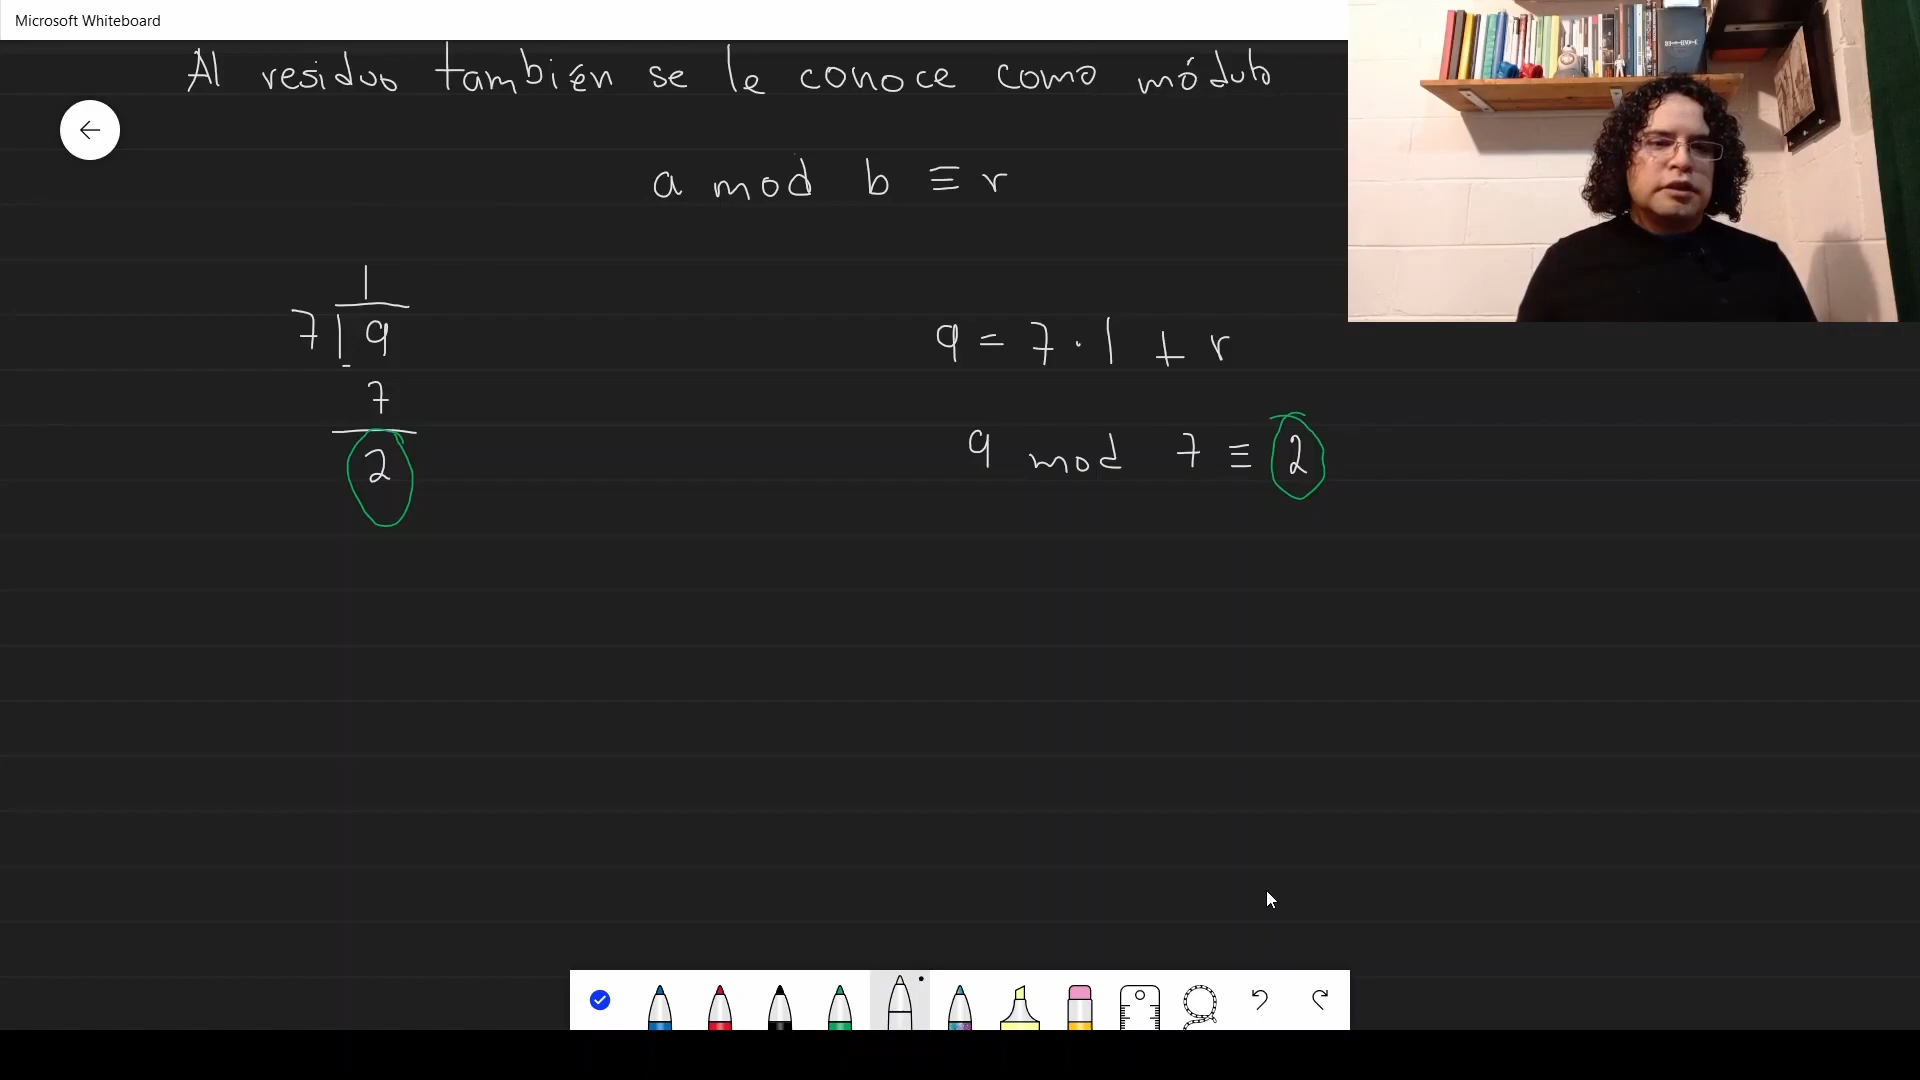 Microsoft Whiteboard
Al residuo también se le conoce como módulo
a mod b ≡ r
1
7 | 9
7
2
9 = 7 · 1 + r
9 mod 7 ≡ 2